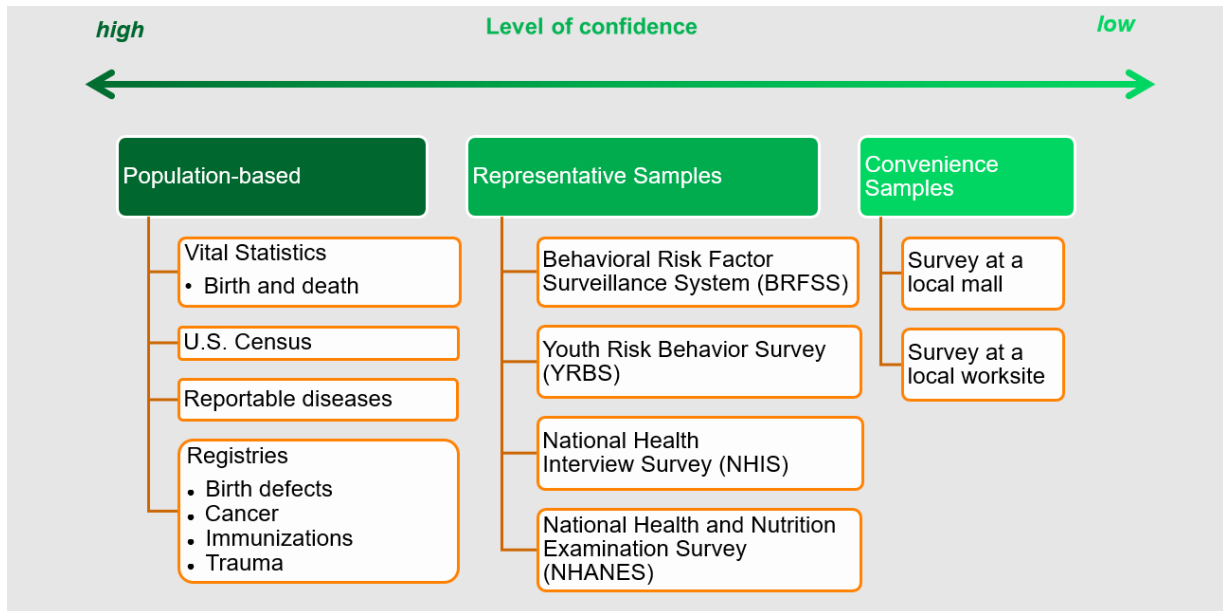 high
Level of confidence
low
Population-based
Vital Statistics
• Birth and death
U.S. Census
Reportable diseases
Registries
• Birth defects
• Cancer
• Immunizations
• Trauma
Representative Samples
Behavioral Risk Factor
Surveillance System (BRFSS)
Youth Risk Behavior Survey
(YRBS)
National Health
Interview Survey (NHIS)
National Health and Nutrition
Examination Survey
(NHANES)
Convenience
Samples
Survey at a
local mall
Survey at a
local worksite